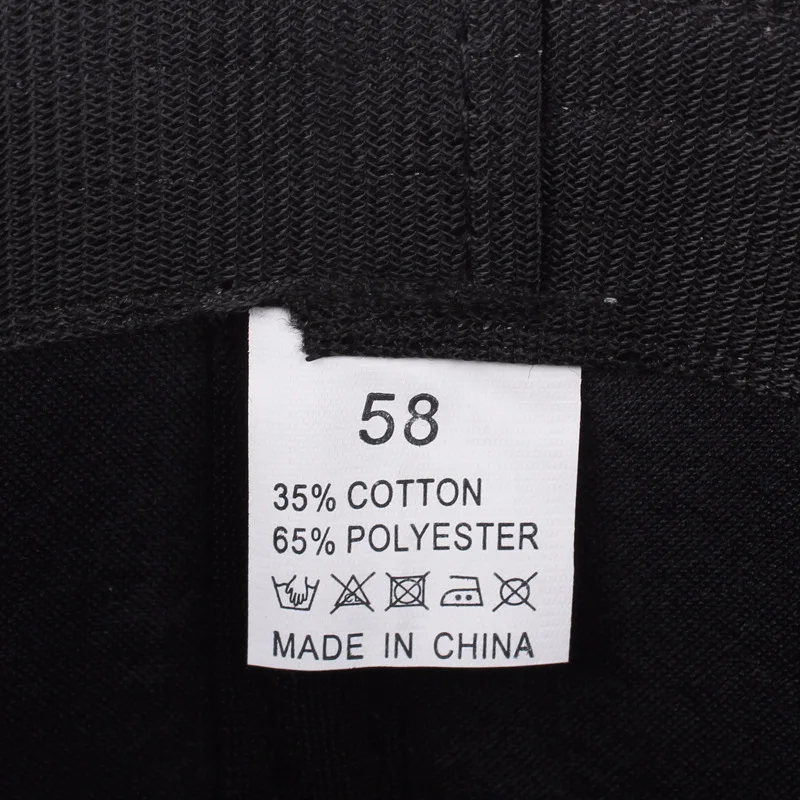 58
35% COTTON
65% POLYESTER
MADE IN CHINA